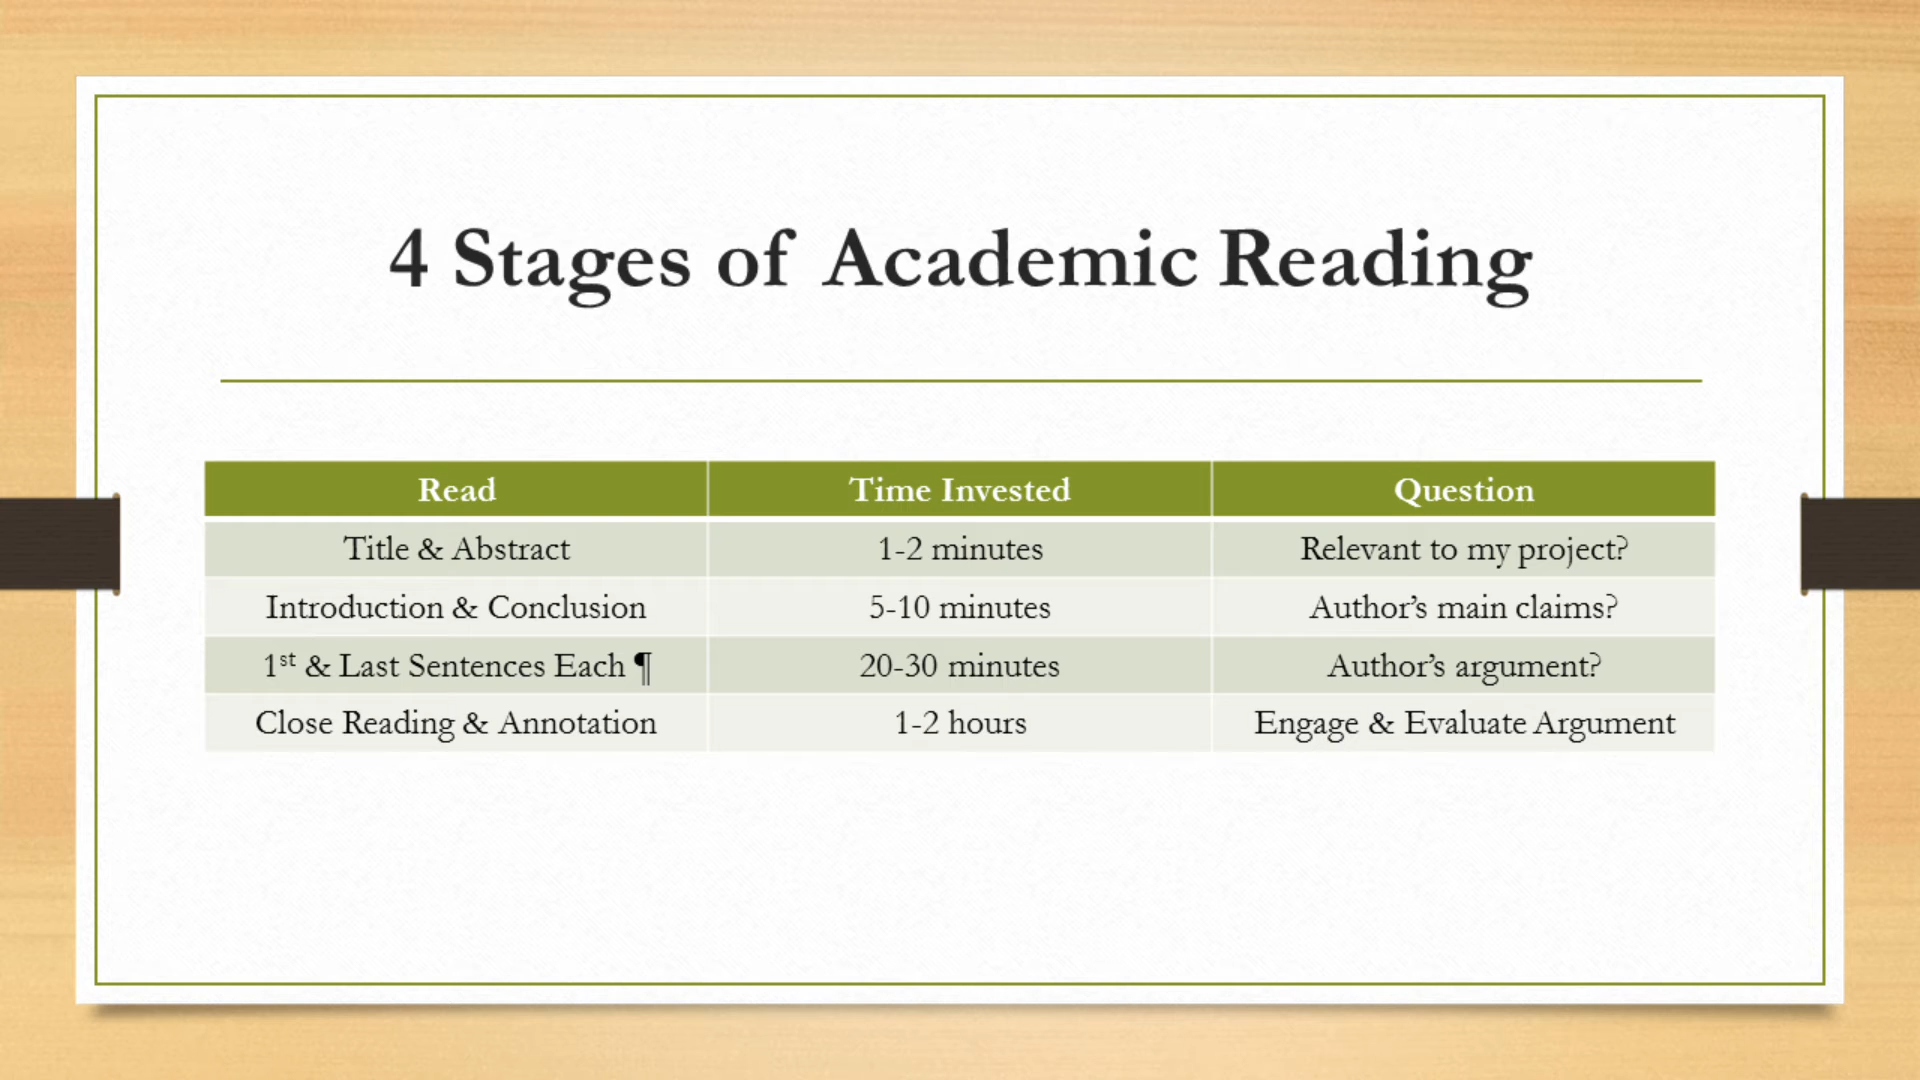 4 Stages of Academic Reading
Read Time Invested Question
Title & Abstract 1-2 minutes Relevant to my project?
Introduction & Conclusion 5-10 minutes Author’s main claims?
1st & Last Sentences Each ¶ 20-30 minutes Author’s argument?
Close Reading & Annotation 1-2 hours Engage & Evaluate Argument